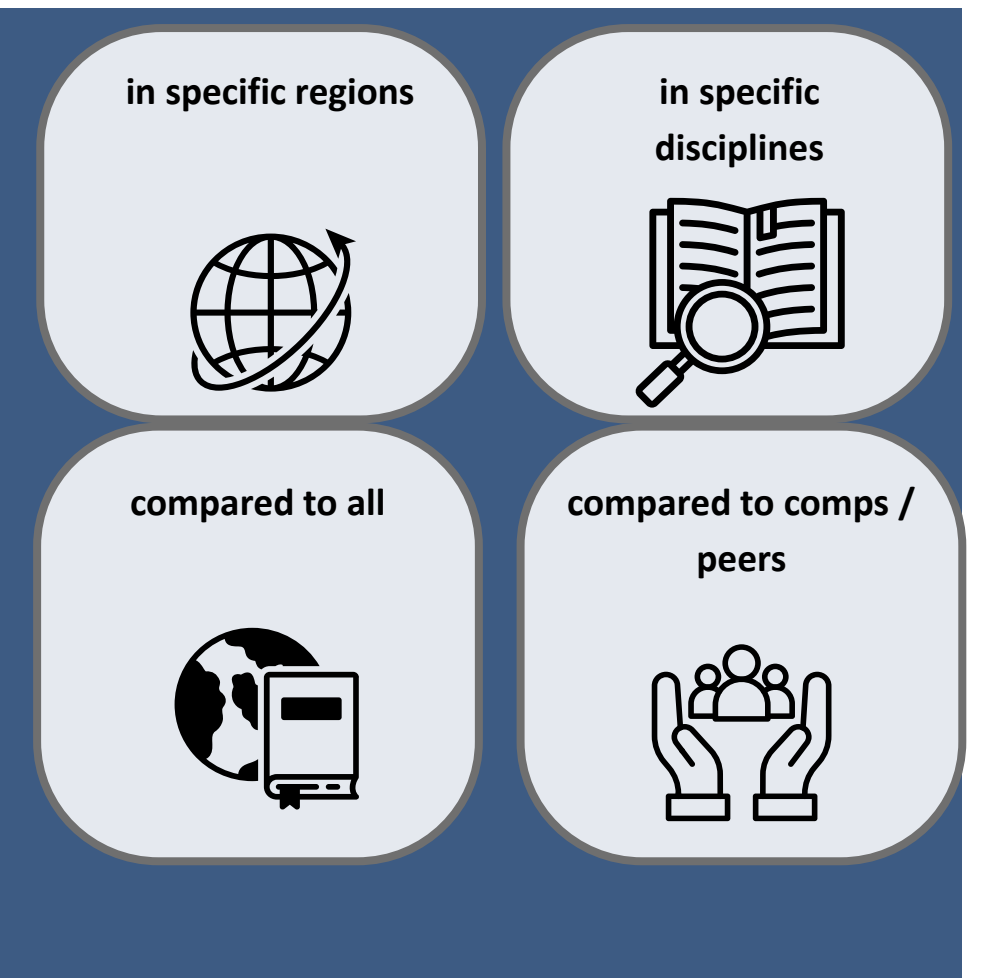 in specific regions
in specific
disciplines
compared to all
compared to comps /
peers